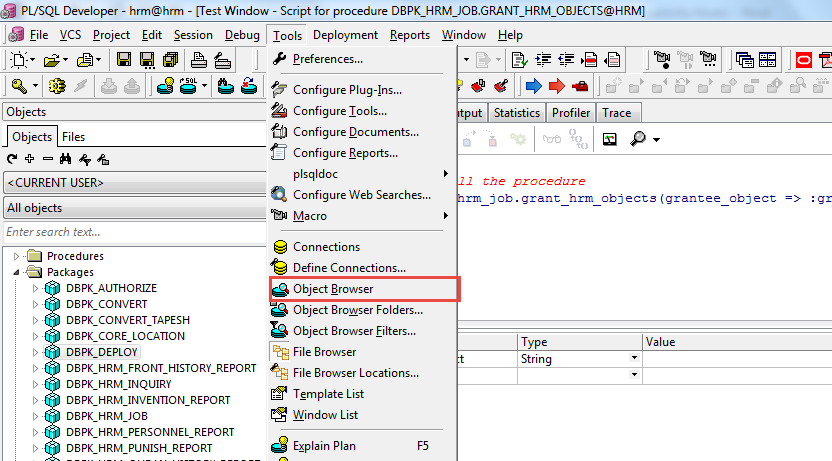 PL/SQL Developer - hrm@hrm - [Test Window - Script for procedure DBPK_HRM_JOB.GRANT_HRM_OBJECTS@HRM]
File VCS Project Edit Session Debug Tools Deployment Reports Window Help
SQL
Objects
Objects Files
<CURRENT USER>
All objects
Enter search text...
Procedures
Packages
DBPK_AUTHORIZE
DBPK_CONVERT
DBPK_CONVERT_TAPESH
DBPK_CORE_LOCATION
DBPK_DEPLOY
DBPK_HRM_FRONT_HISTORY_REPORT
DBPK_HRM_INQUIRY
DBPK_HRM_INVENTION_REPORT
DBPK_HRM_JOB
DBPK_HRM_PERSONNEL_REPORT
DBPK_HRM_PUNISH_REPORT
Preferences...
Configure Plug-Ins...
Configure Tools...
Configure Documents...
Configure Reports...
plsqldoc
Configure Web Searches...
Macro
Connections
Define Connections...
Object Browser
Object Browser Folders...
Object Browser Filters...
File Browser
File Browser Locations...
Template List
Window List
Explain Plan F5
tput Statistics Profiler Trace
ll the procedure
hrm_job.grant_hrm_objects(grantee_object => :gr
Type Value
ct String